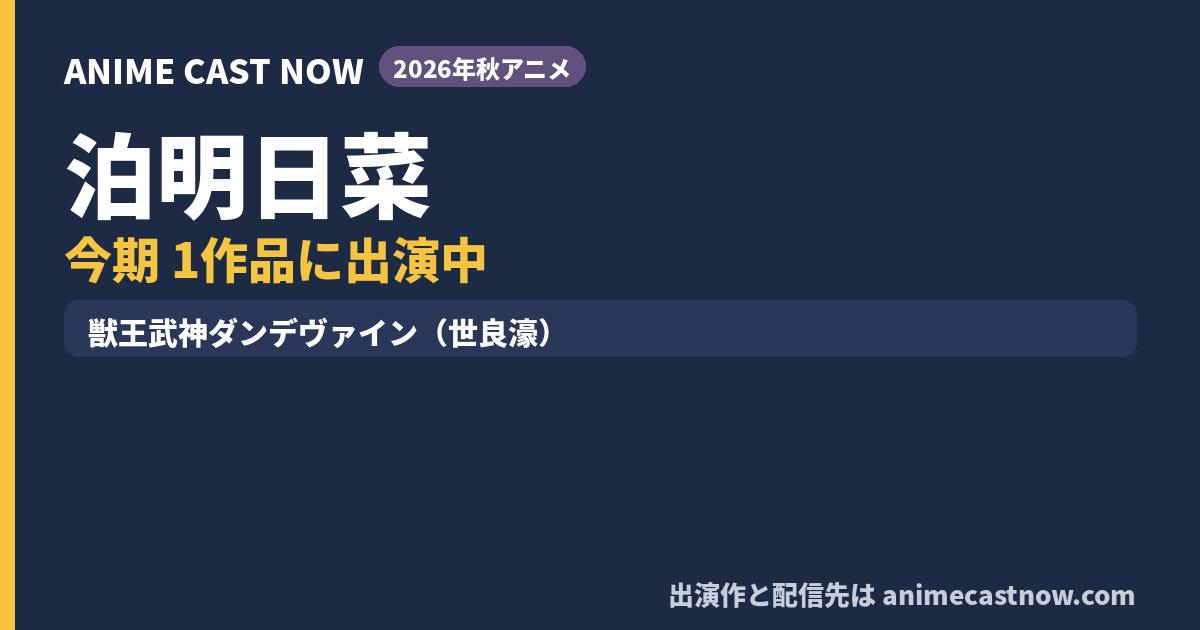 ANIME CAST NOW 2026年秋アニメ
泊明日菜
今期 1作品に出演中
獣王武神ダンデヴァイン（世良濠）
出演作と配信先は animecastnow.com